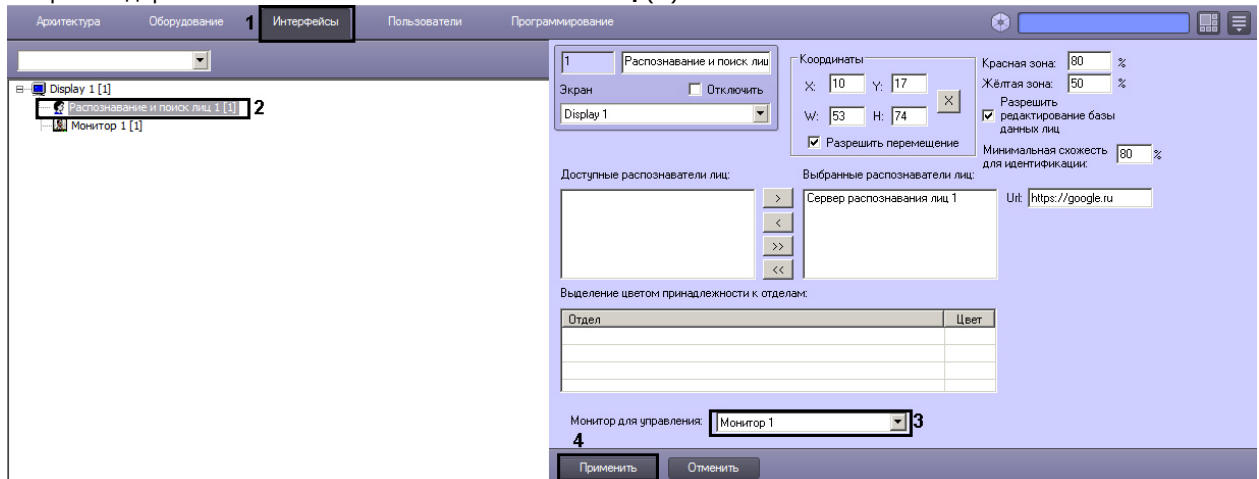 Архитектура Оборудование 1 Интерфейсы Пользователи Программирование
Display 1 [1]
Распознавание и поиск лиц 1 [1] 2
Монитор 1 [1]
1 Распознавание и поиск лиц
Экран Отключить
Display 1
Координаты
X: 10 Y: 17
X
W: 53 H: 74
Разрешить перемещение
Красная зона: 80 %
Жёлтая зона: 50 %
Разрешить
редактирование базы
данных лиц
Минимальная схожесть 80 %
для идентификации:
Доступные распознаватели лиц: Выбранные распознаватели лиц:
> Сервер распознавания лиц 1 Url: https://google.ru
<
>>
<<
Выделение цветом принадлежности к отделам:
Отдел Цвет
Монитор для управления: Монитор 1 3
4
Применить Отменить